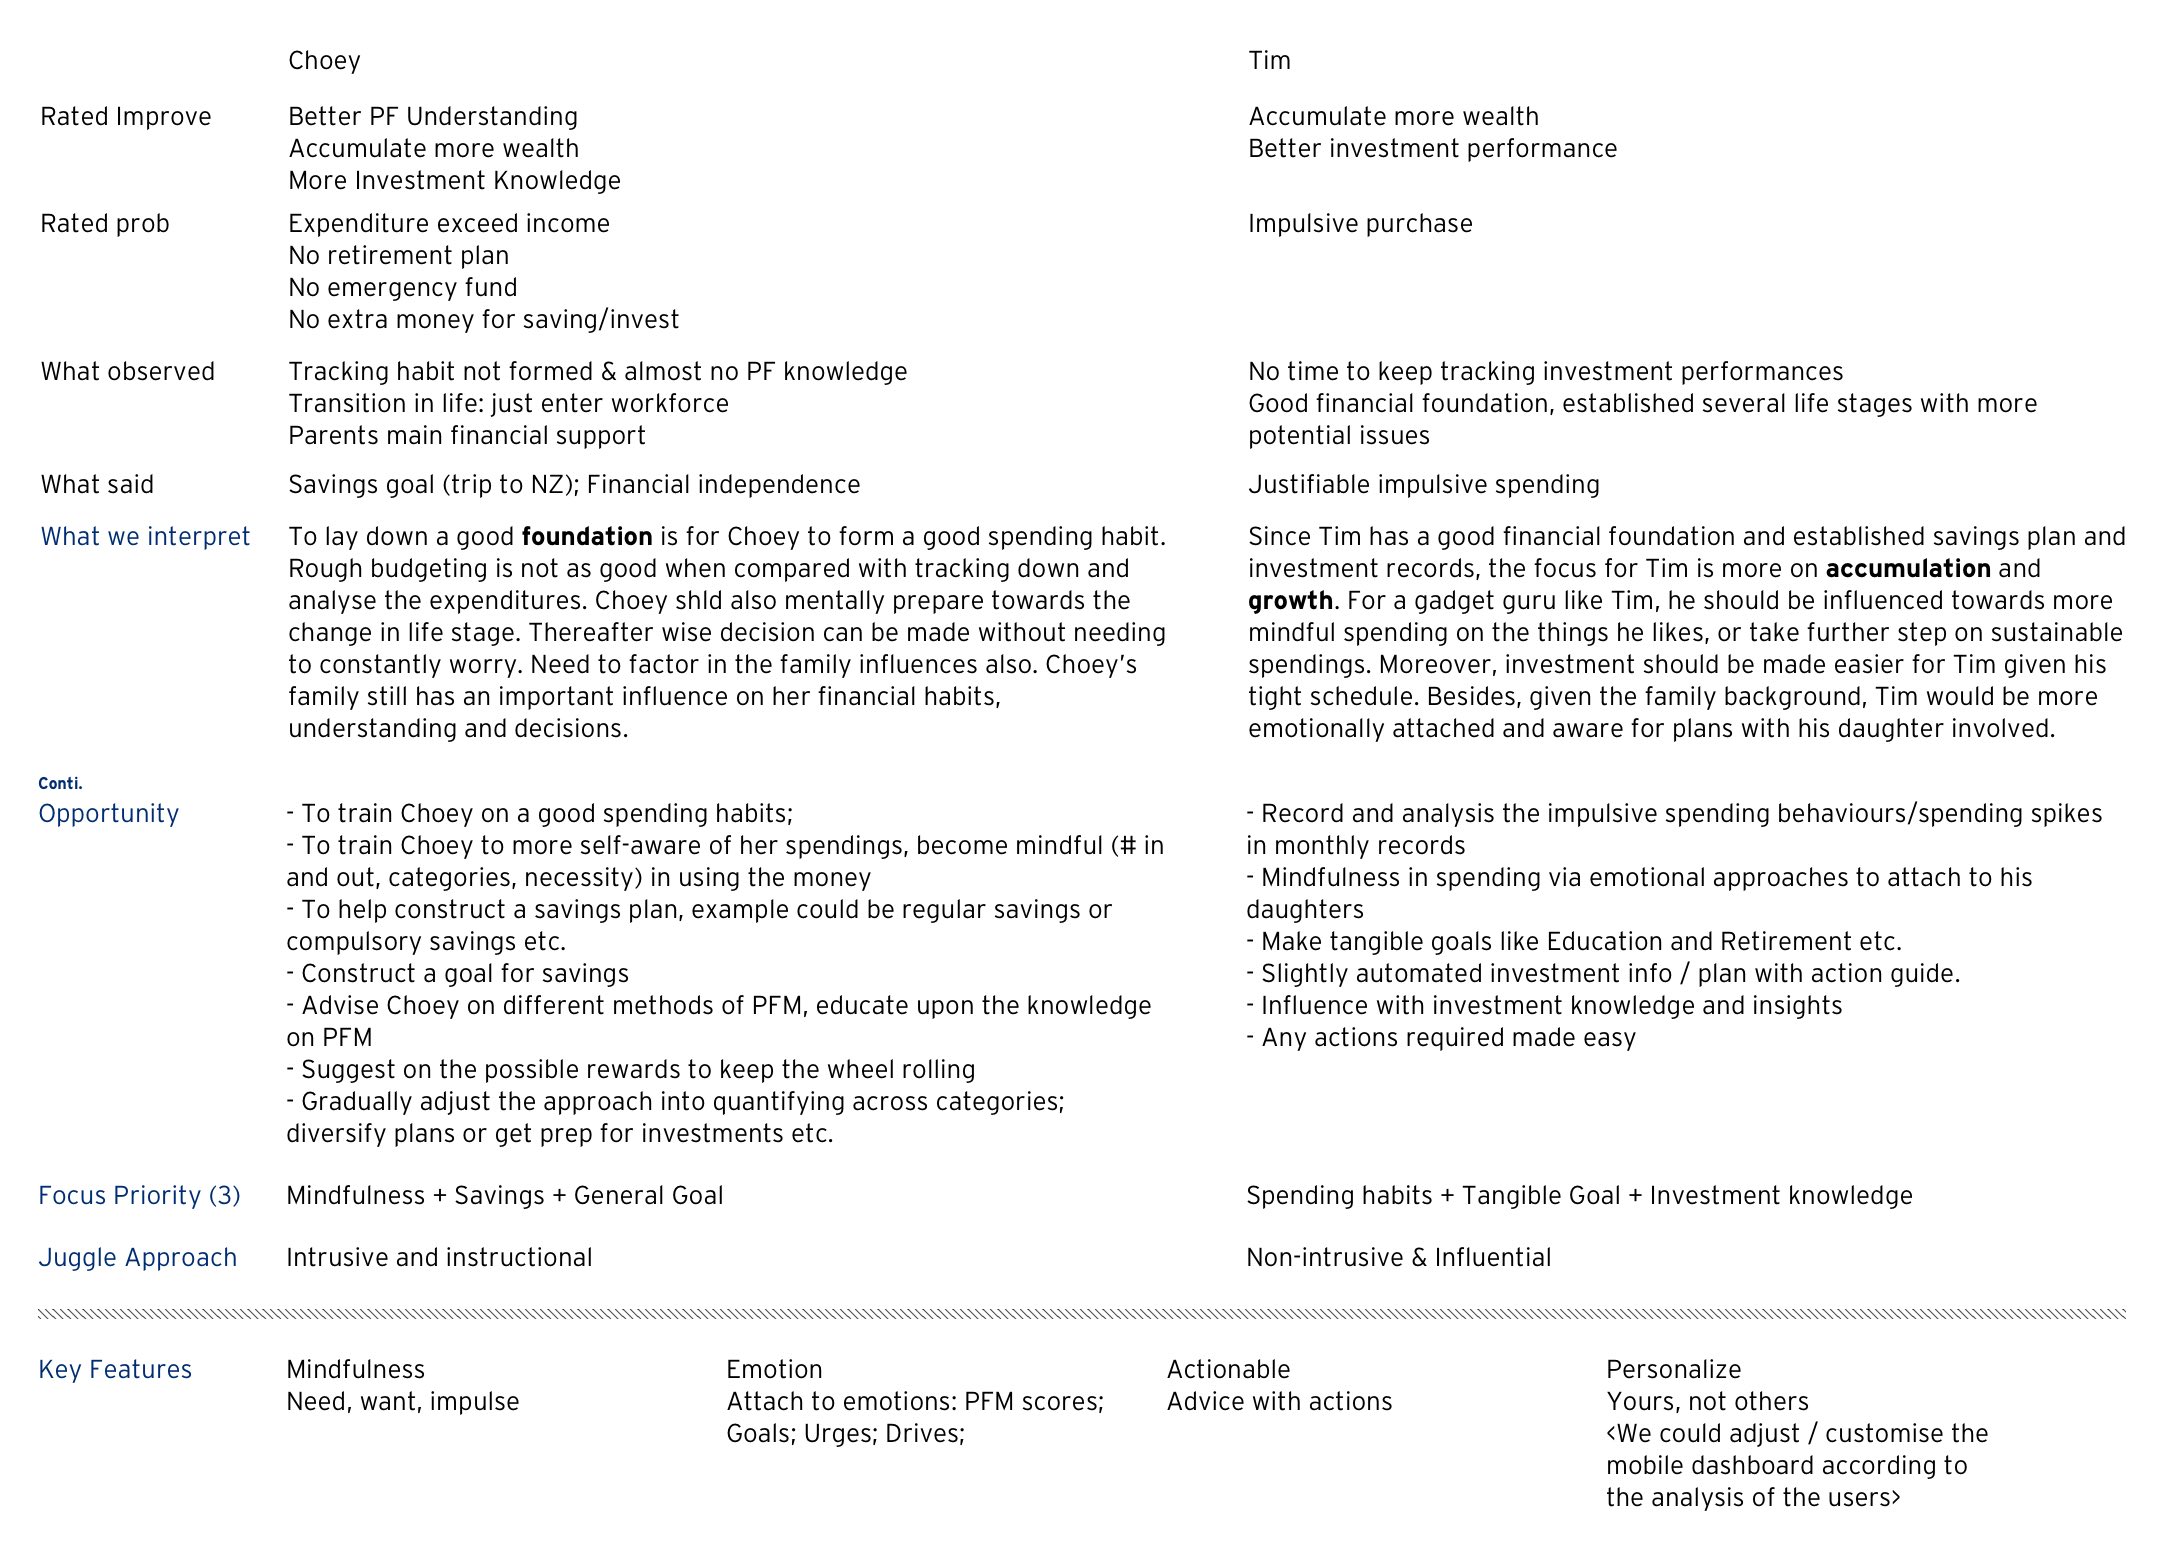 Choey
Tim
Rated Improve
Better PF Understanding
Accumulate more wealth
More Investment Knowledge
Accumulate more wealth
Better investment performance
Rated prob
Expenditure exceed income
No retirement plan
No emergency fund
No extra money for saving/invest
Impulsive purchase
What observed
Tracking habit not formed & almost no PF knowledge
Transition in life: just enter workforce
Parents main financial support
No time to keep tracking investment performances
Good financial foundation, established several life stages with more
potential issues
What said
Savings goal (trip to NZ); Financial independence
Justifiable impulsive spending
What we interpret
To lay down a good foundation is for Choey to form a good spending habit.
Rough budgeting is not as good when compared with tracking down and
analyse the expenditures. Choey shld also mentally prepare towards the
change in life stage. Thereafter wise decision can be made without needing
to constantly worry. Need to factor in the family influences also. Choey's
family still has an important influence on her financial habits,
understanding and decisions.
Since Tim has a good financial foundation and established savings plan and
investment records, the focus for Tim is more on accumulation and
growth. For a gadget guru like Tim, he should be influenced towards more
mindful spending on the things he likes, or take further step on sustainable
spendings. Moreover, investment should be made easier for Tim given his
tight schedule. Besides, given the family background, Tim would be more
emotionally attached and aware for plans with his daughter involved.
Conti.
Opportunity
- To train Choey on a good spending habits;
- To train Choey to more self-aware of her spendings, become mindful (# in
and out, categories, necessity) in using the money
- To help construct a savings plan, example could be regular savings or
compulsory savings etc.
- Construct a goal for savings
- Advise Choey on different methods of PFM, educate upon the knowledge
on PFM
- Suggest on the possible rewards to keep the wheel rolling
- Gradually adjust the approach into quantifying across categories;
diversify plans or get prep for investments etc.
- Record and analysis the impulsive spending behaviours/spending spikes
in monthly records
- Mindfulness in spending via emotional approaches to attach to his
daughters
- Make tangible goals like Education and Retirement etc.
- Slightly automated investment info / plan with action guide.
- Influence with investment knowledge and insights
- Any actions required made easy
Focus Priority (3)
Mindfulness + Savings + General Goal
Spending habits + Tangible Goal + Investment knowledge
Juggle Approach
Intrusive and instructional
Non-intrusive & Influential
Key Features
Mindfulness
Need, want, impulse
Emotion
Attach to emotions: PFM scores;
Goals; Urges; Drives;
Actionable
Advice with actions
Personalize
Yours, not others
<We could adjust / customise the
mobile dashboard according to
the analysis of the users>